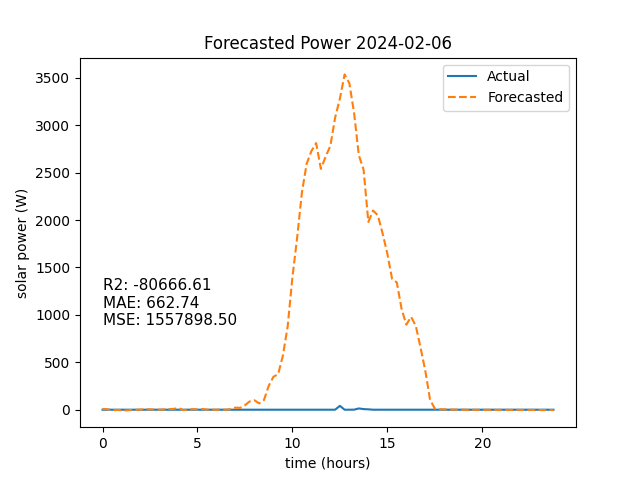 Forecasted Power 2024-02-06
Actual
Forecasted
3500
3000
2500
2000
1500
1000
500
0
solar power (W)
R2: -80666.61
MAE: 662.74
MSE: 1557898.50
0 5 10 15 20
time (hours)